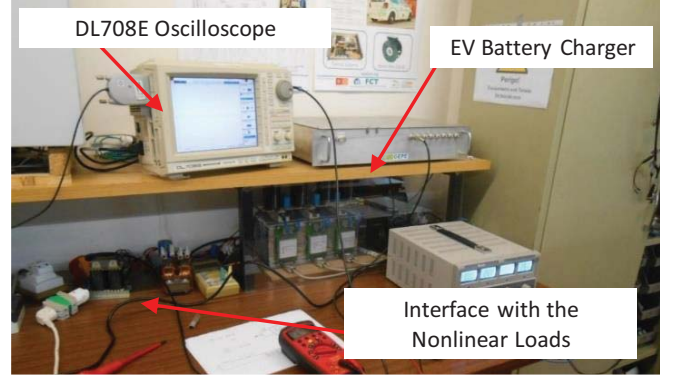 DL708E Oscilloscope
EV Battery Charger
FCT
Perigo!
DL708E
Interface with the
Nonlinear Loads